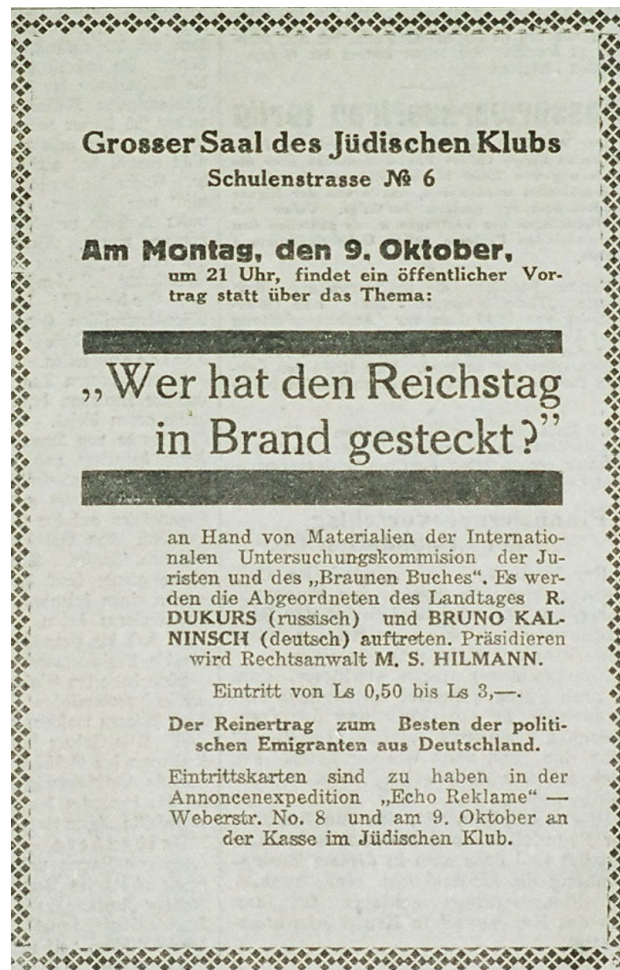 Grosser Saal des Jüdischen Klubs
Schulenstrasse № 6
Am Montag, den 9. Oktober,
um 21 Uhr, findet ein öffentlicher Vor-
trag statt über das Thema:
„Wer hat den Reichstag
in Brand gesteckt?”
an Hand von Materialien der Internatio-
nalen Untersuchungskommision der Ju-
risten und des „Braunen Buches“. Es wer-
den die Abgeordneten des Landtages R.
DUKURS (russisch) und BRUNO KAL-
NINSCH (deutsch) auftreten. Präsidieren
wird Rechtsanwalt M. S. HILMANN.
Eintritt von Ls 0,50 bis Ls 3,—.
Der Reinertrag zum Besten der politi-
schen Emigranten aus Deutschland.
Eintrittskarten sind zu haben in der
Annoncenexpedition „Echo Reklame“ —
Weberstr. No. 8 und am 9. Oktober an
der Kasse im Jüdischen Klub.